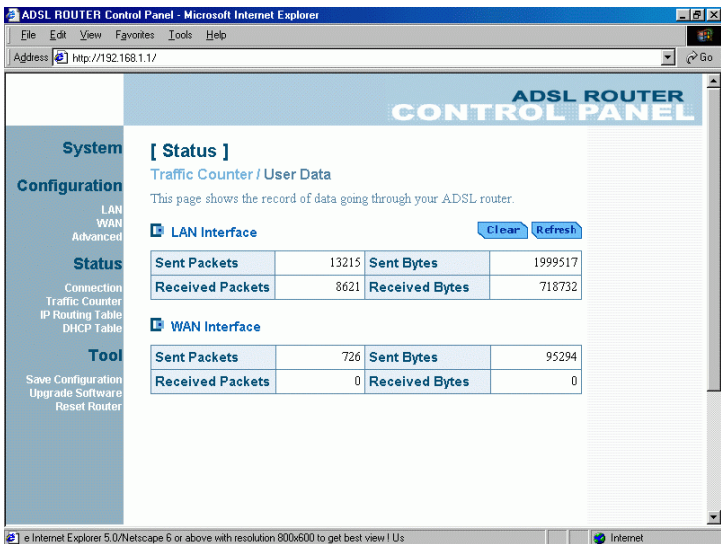 ADSL ROUTER Control Panel - Microsoft Internet Explorer
File Edit View Favorites Tools Help
Address http://192.168.1.1/ Go
ADSL ROUTER
CONTROL PANEL
System
Configuration
LAN
WAN
Advanced
Status
Connection
Traffic Counter
IP Routing Table
DHCP Table
Tool
Save Configuration
Upgrade Software
Reset Router
[ Status ]
Traffic Counter / User Data
This page shows the record of data going through your ADSL router.
LAN Interface Clear Refresh
Sent Packets 13215 Sent Bytes 1999517
Received Packets 8621 Received Bytes 718732
WAN Interface
Sent Packets 726 Sent Bytes 95294
Received Packets 0 Received Bytes 0
e Internet Explorer 5.0/Netscape 6 or above with resolution 800x600 to get best view ! Us Internet